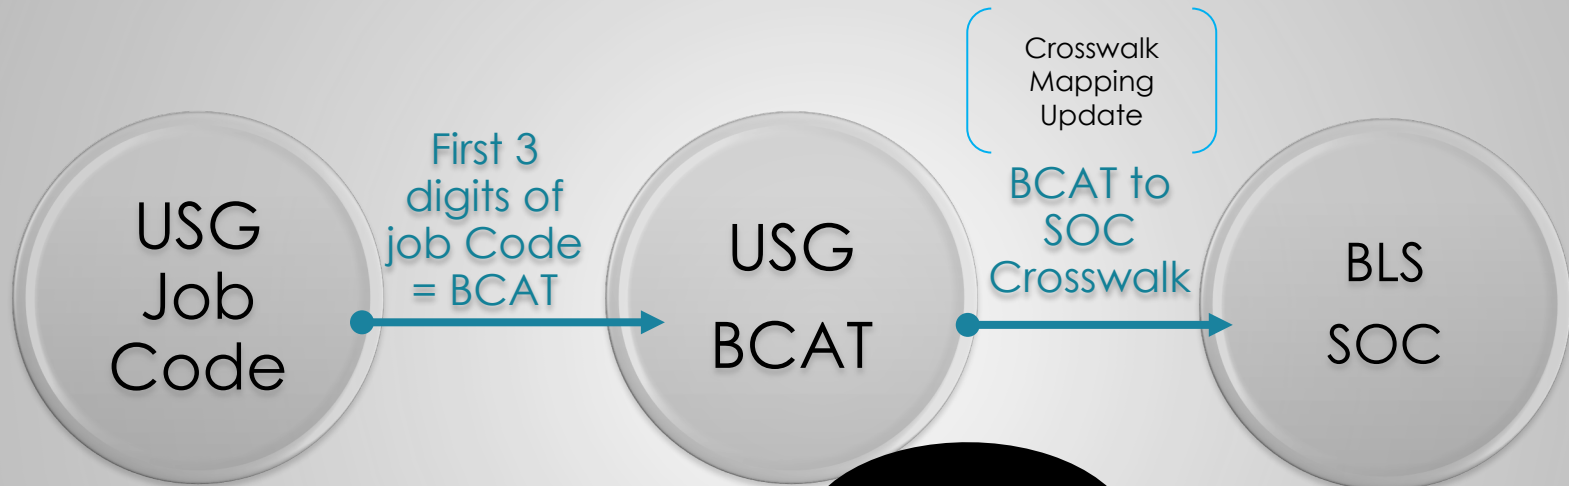 USG
Job
Code
First 3
digits of
job Code
= BCAT
USG
BCAT
Crosswalk
Mapping
Update
BCAT to
SOC
Crosswalk
BLS
SOC